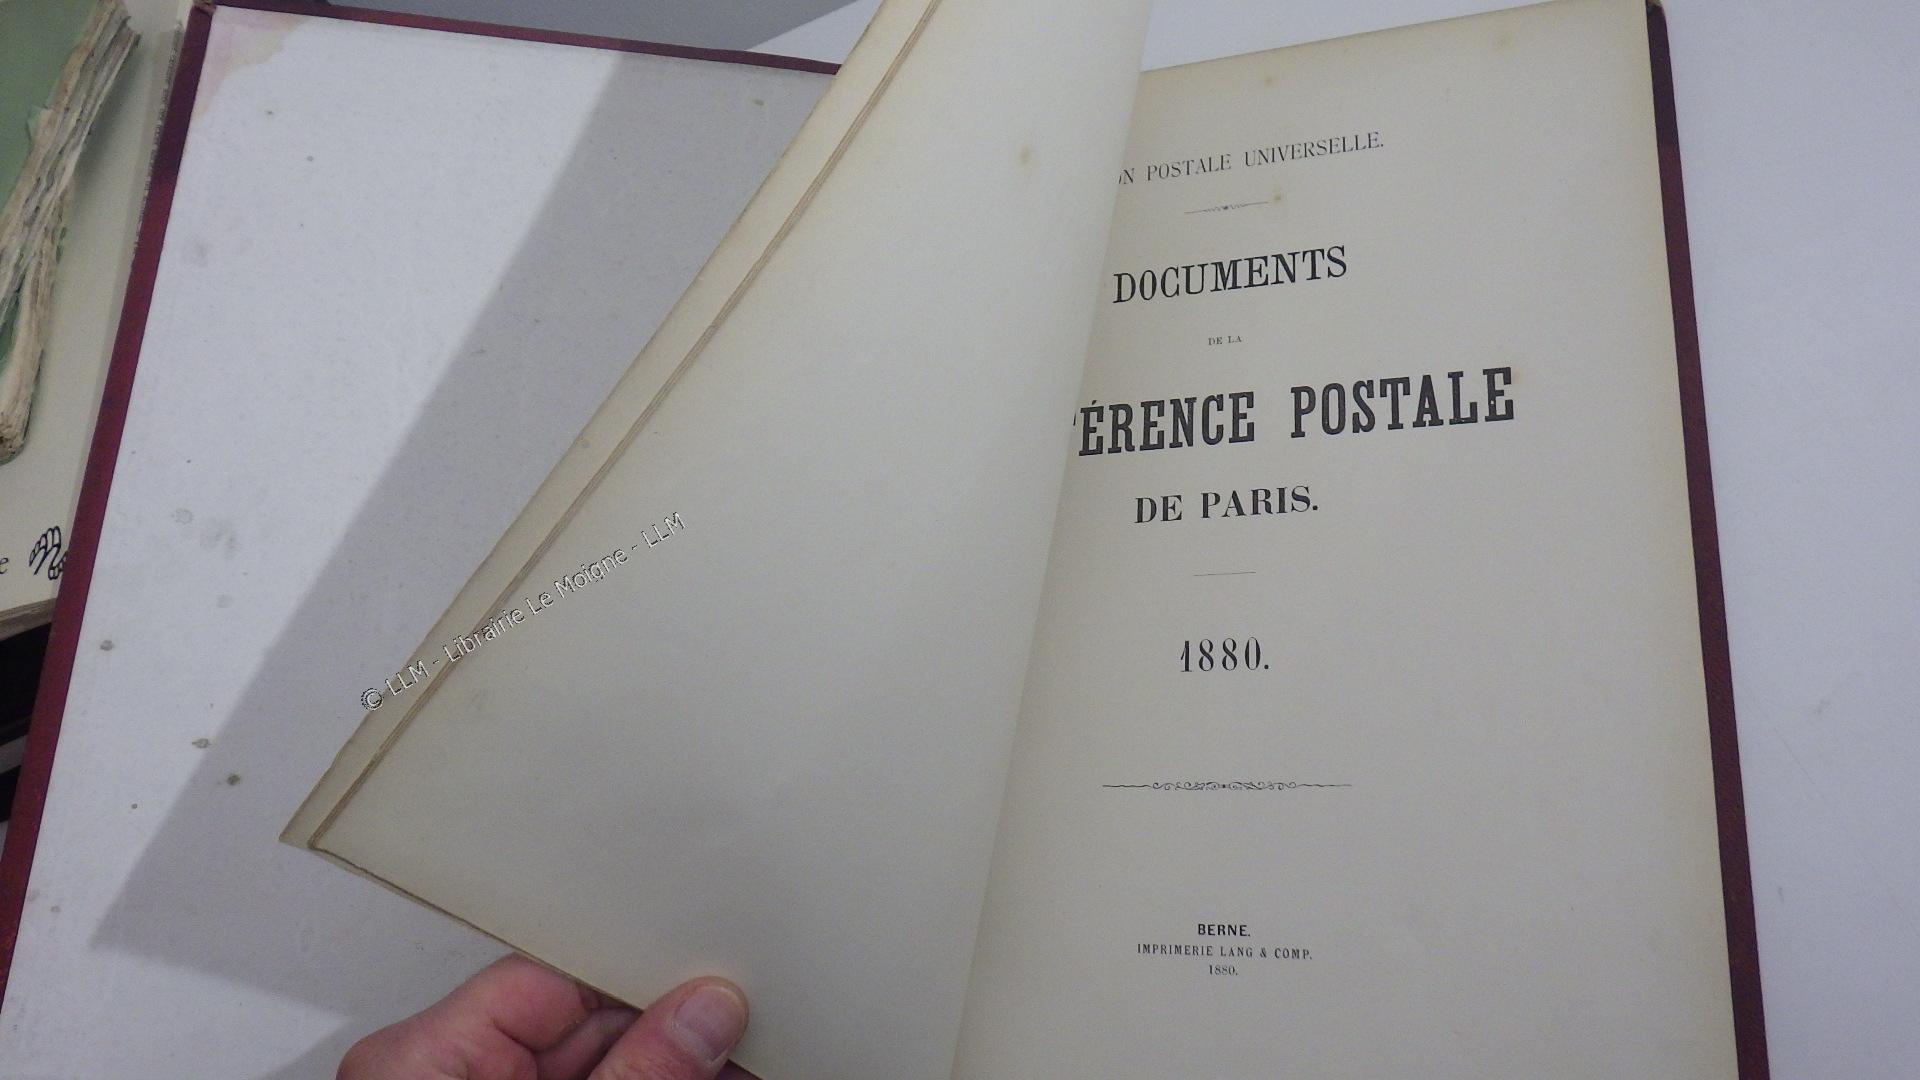 ON POSTALE UNIVERSELLE.
DOCUMENTS
DE LA
FÉRENCE POSTALE
DE PARIS.
1880.
BERNE.
IMPRIMERIE LANG & COMP.
1880.
© LLM - Librairie Le Moigne - LLM
e